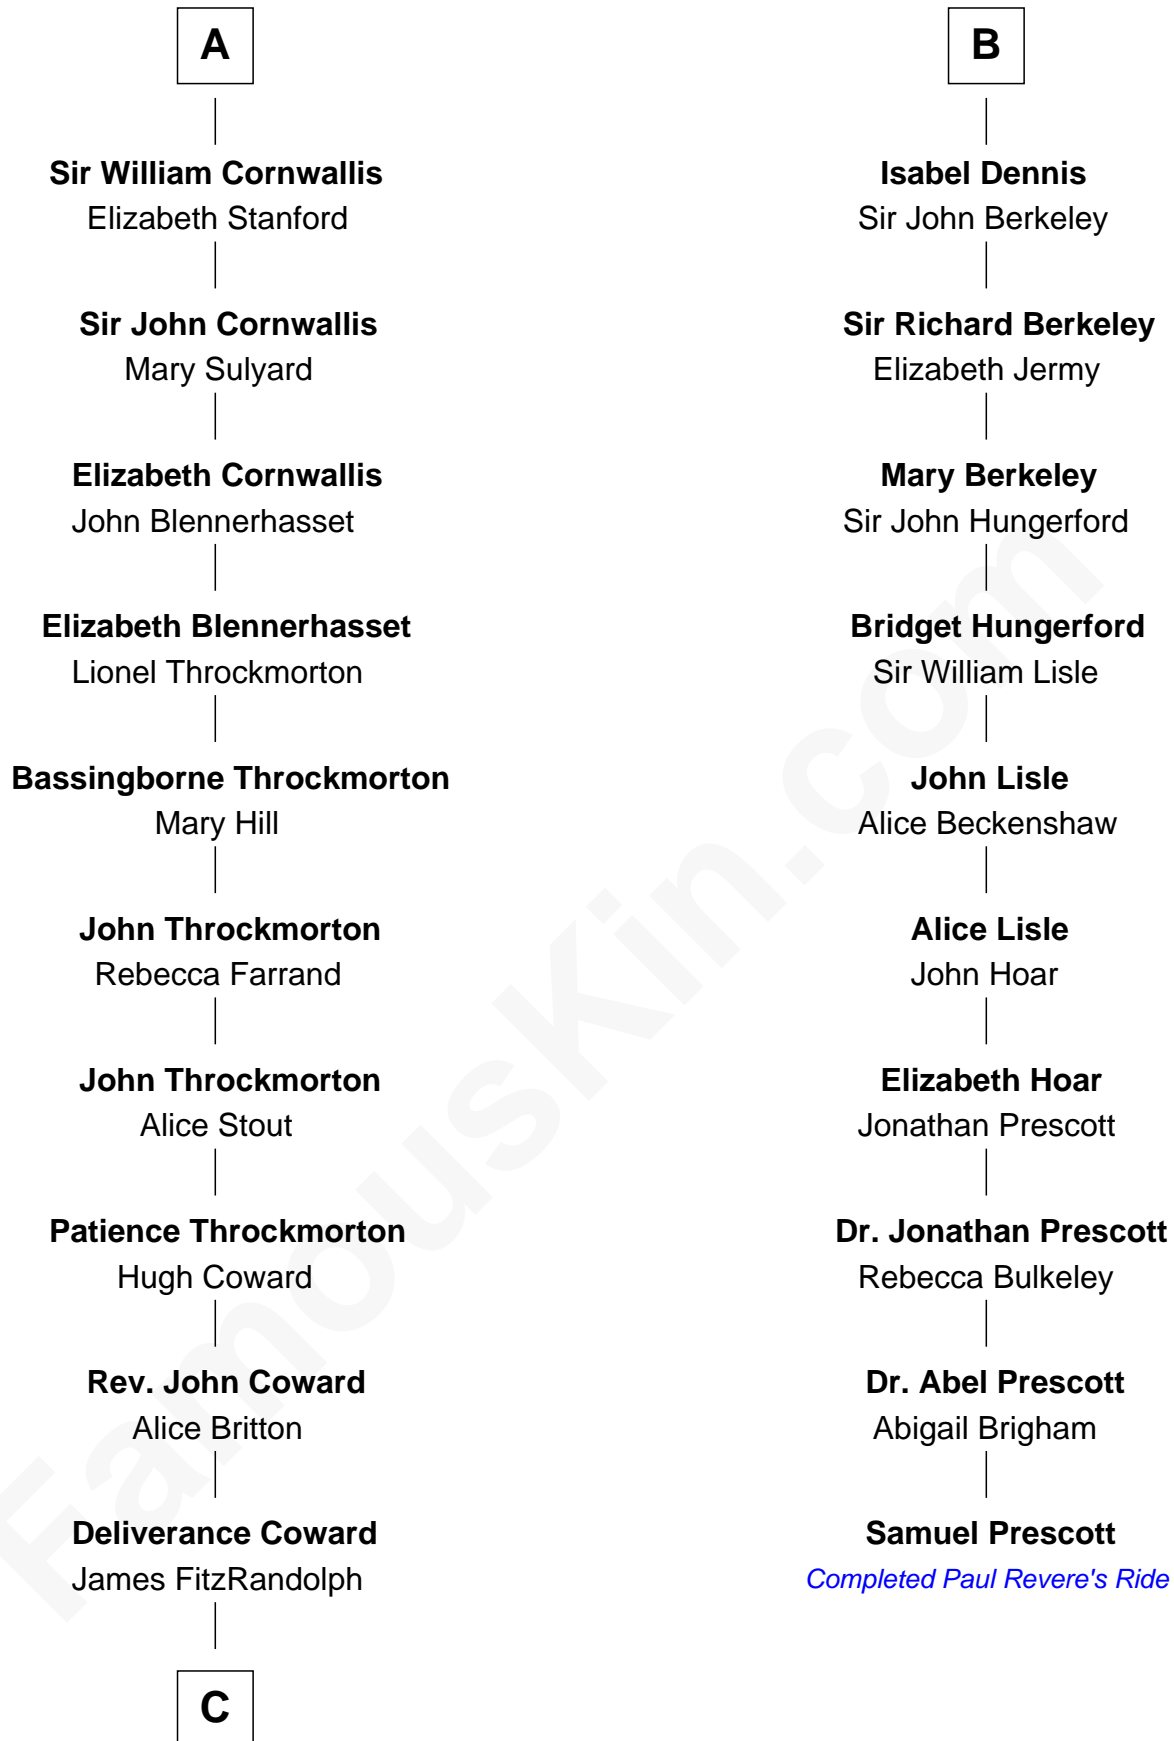 A
Sir William Cornwallis
Elizabeth Stanford
Sir John Cornwallis
Mary Sulyard
Elizabeth Cornwallis
John Blennerhasset
Elizabeth Blennerhasset
Lionel Throckmorton
Bassingborne Throckmorton
Mary Hill
John Throckmorton
Rebecca Farrand
John Throckmorton
Alice Stout
Patience Throckmorton
Hugh Coward
Rev. John Coward
Alice Britton
Deliverance Coward
James FitzRandolph
C
B
Isabel Dennis
Sir John Berkeley
Sir Richard Berkeley
Elizabeth Jermy
Mary Berkeley
Sir John Hungerford
Bridget Hungerford
Sir William Lisle
John Lisle
Alice Beckenshaw
Alice Lisle
John Hoar
Elizabeth Hoar
Jonathan Prescott
Dr. Jonathan Prescott
Rebecca Bulkeley
Dr. Abel Prescott
Abigail Brigham
Samuel Prescott
Completed Paul Revere's Ride
FamousKin.com